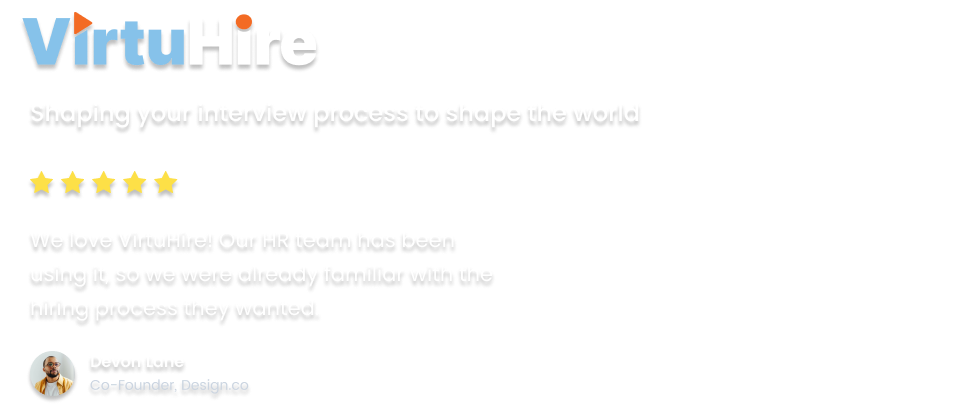 VirtuHire
Shaping your interview process to shape the world
We love VirtuHire! Our HR team has been
using it, so we were already familiar with the
hiring process they wanted.
Devon Lane
Co-Founder, Design.co